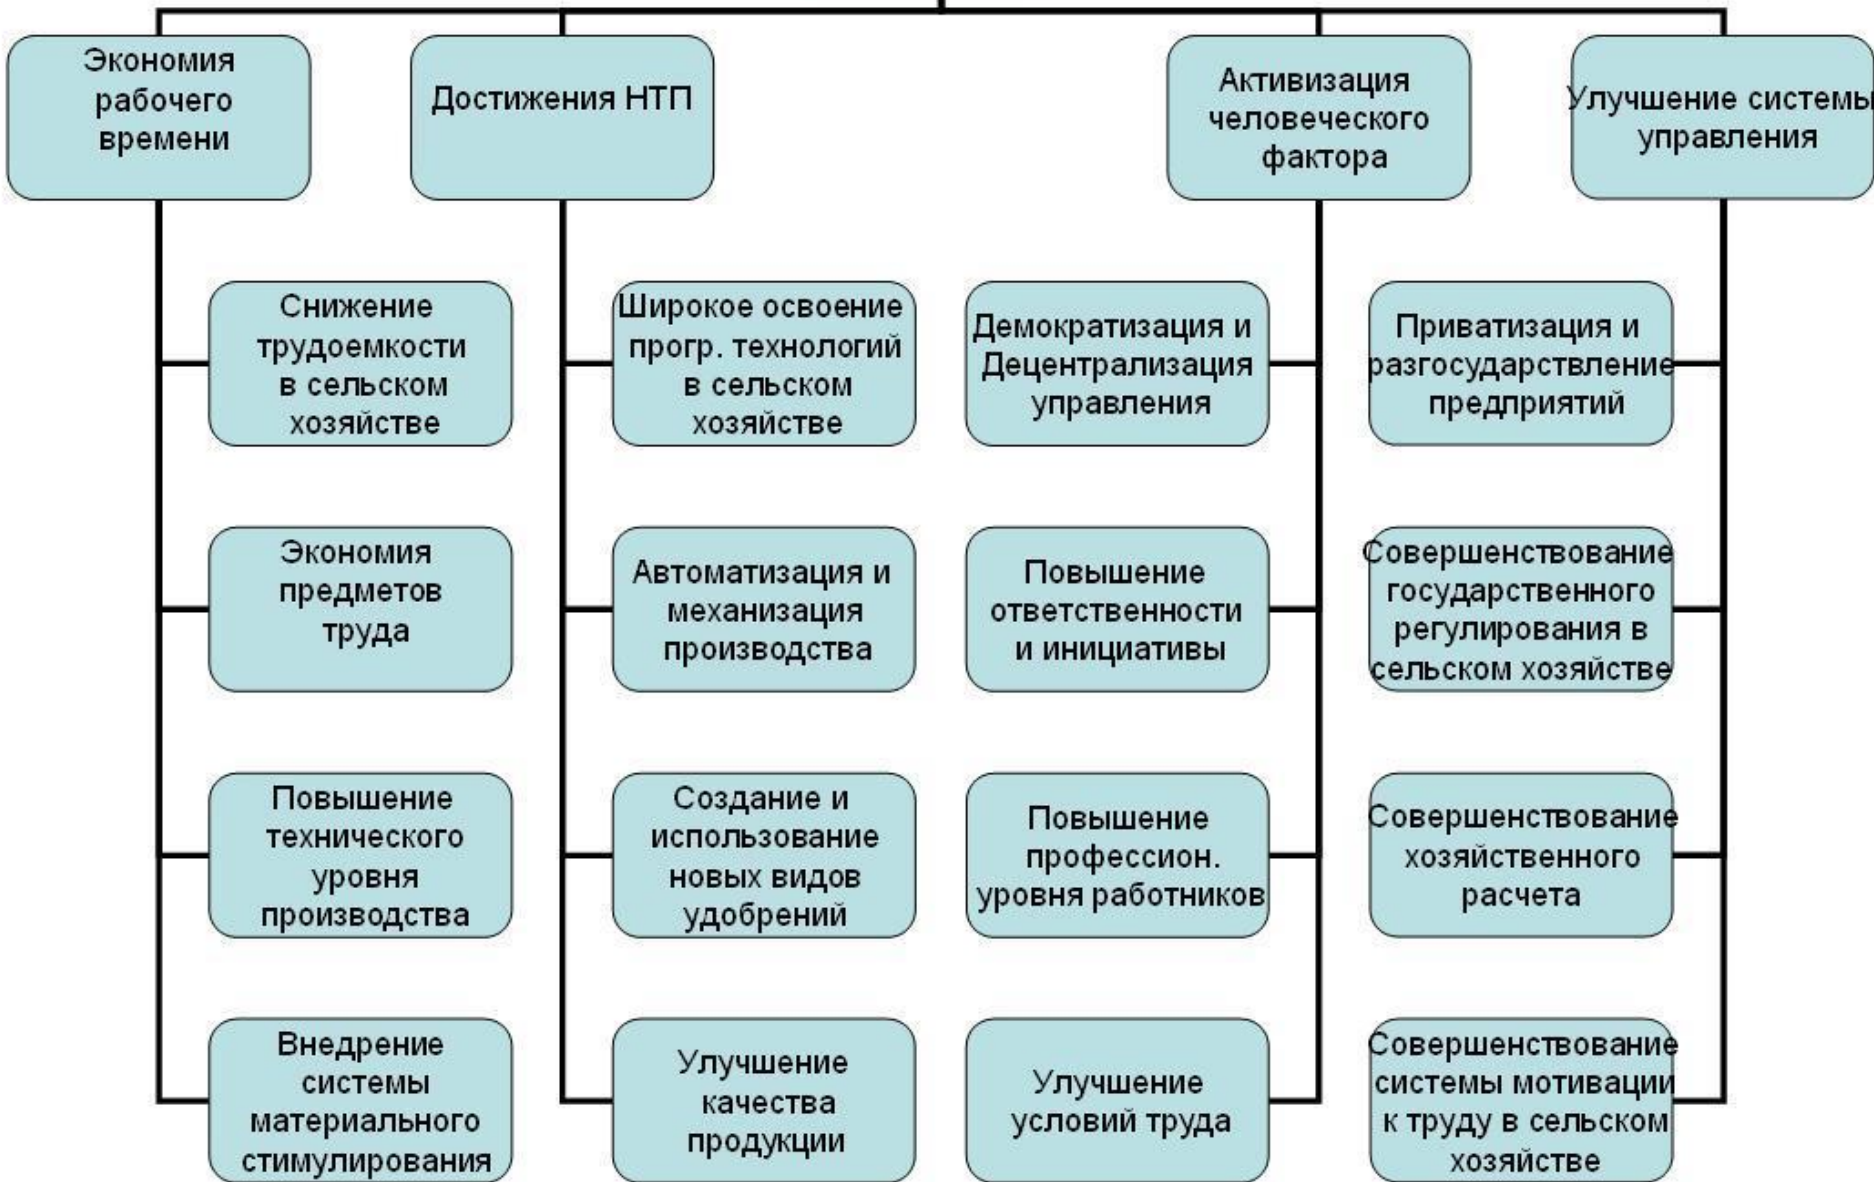 Экономия
рабочего
времени
Достижения НТП
Активизация
человеческого
фактора
Улучшение системы
управления
Снижение
трудоемкости
в сельском
хозяйстве
Широкое освоение
прогр. технологий
в сельском
хозяйстве
Демократизация и
Децентрализация
управления
Приватизация и
разгосударствление
предприятий
Экономия
предметов
труда
Автоматизация и
механизация
производства
Повышение
ответственности
и инициативы
Совершенствование
государственного
регулирования в
сельском хозяйстве
Повышение
технического
уровня
производства
Создание и
использование
новых видов
удобрений
Повышение
профессион.
уровня работников
Совершенствование
хозяйственного
расчета
Внедрение
системы
материального
стимулирования
Улучшение
качества
продукции
Улучшение
условий труда
Совершенствование
системы мотивации
к труду в сельском
хозяйстве